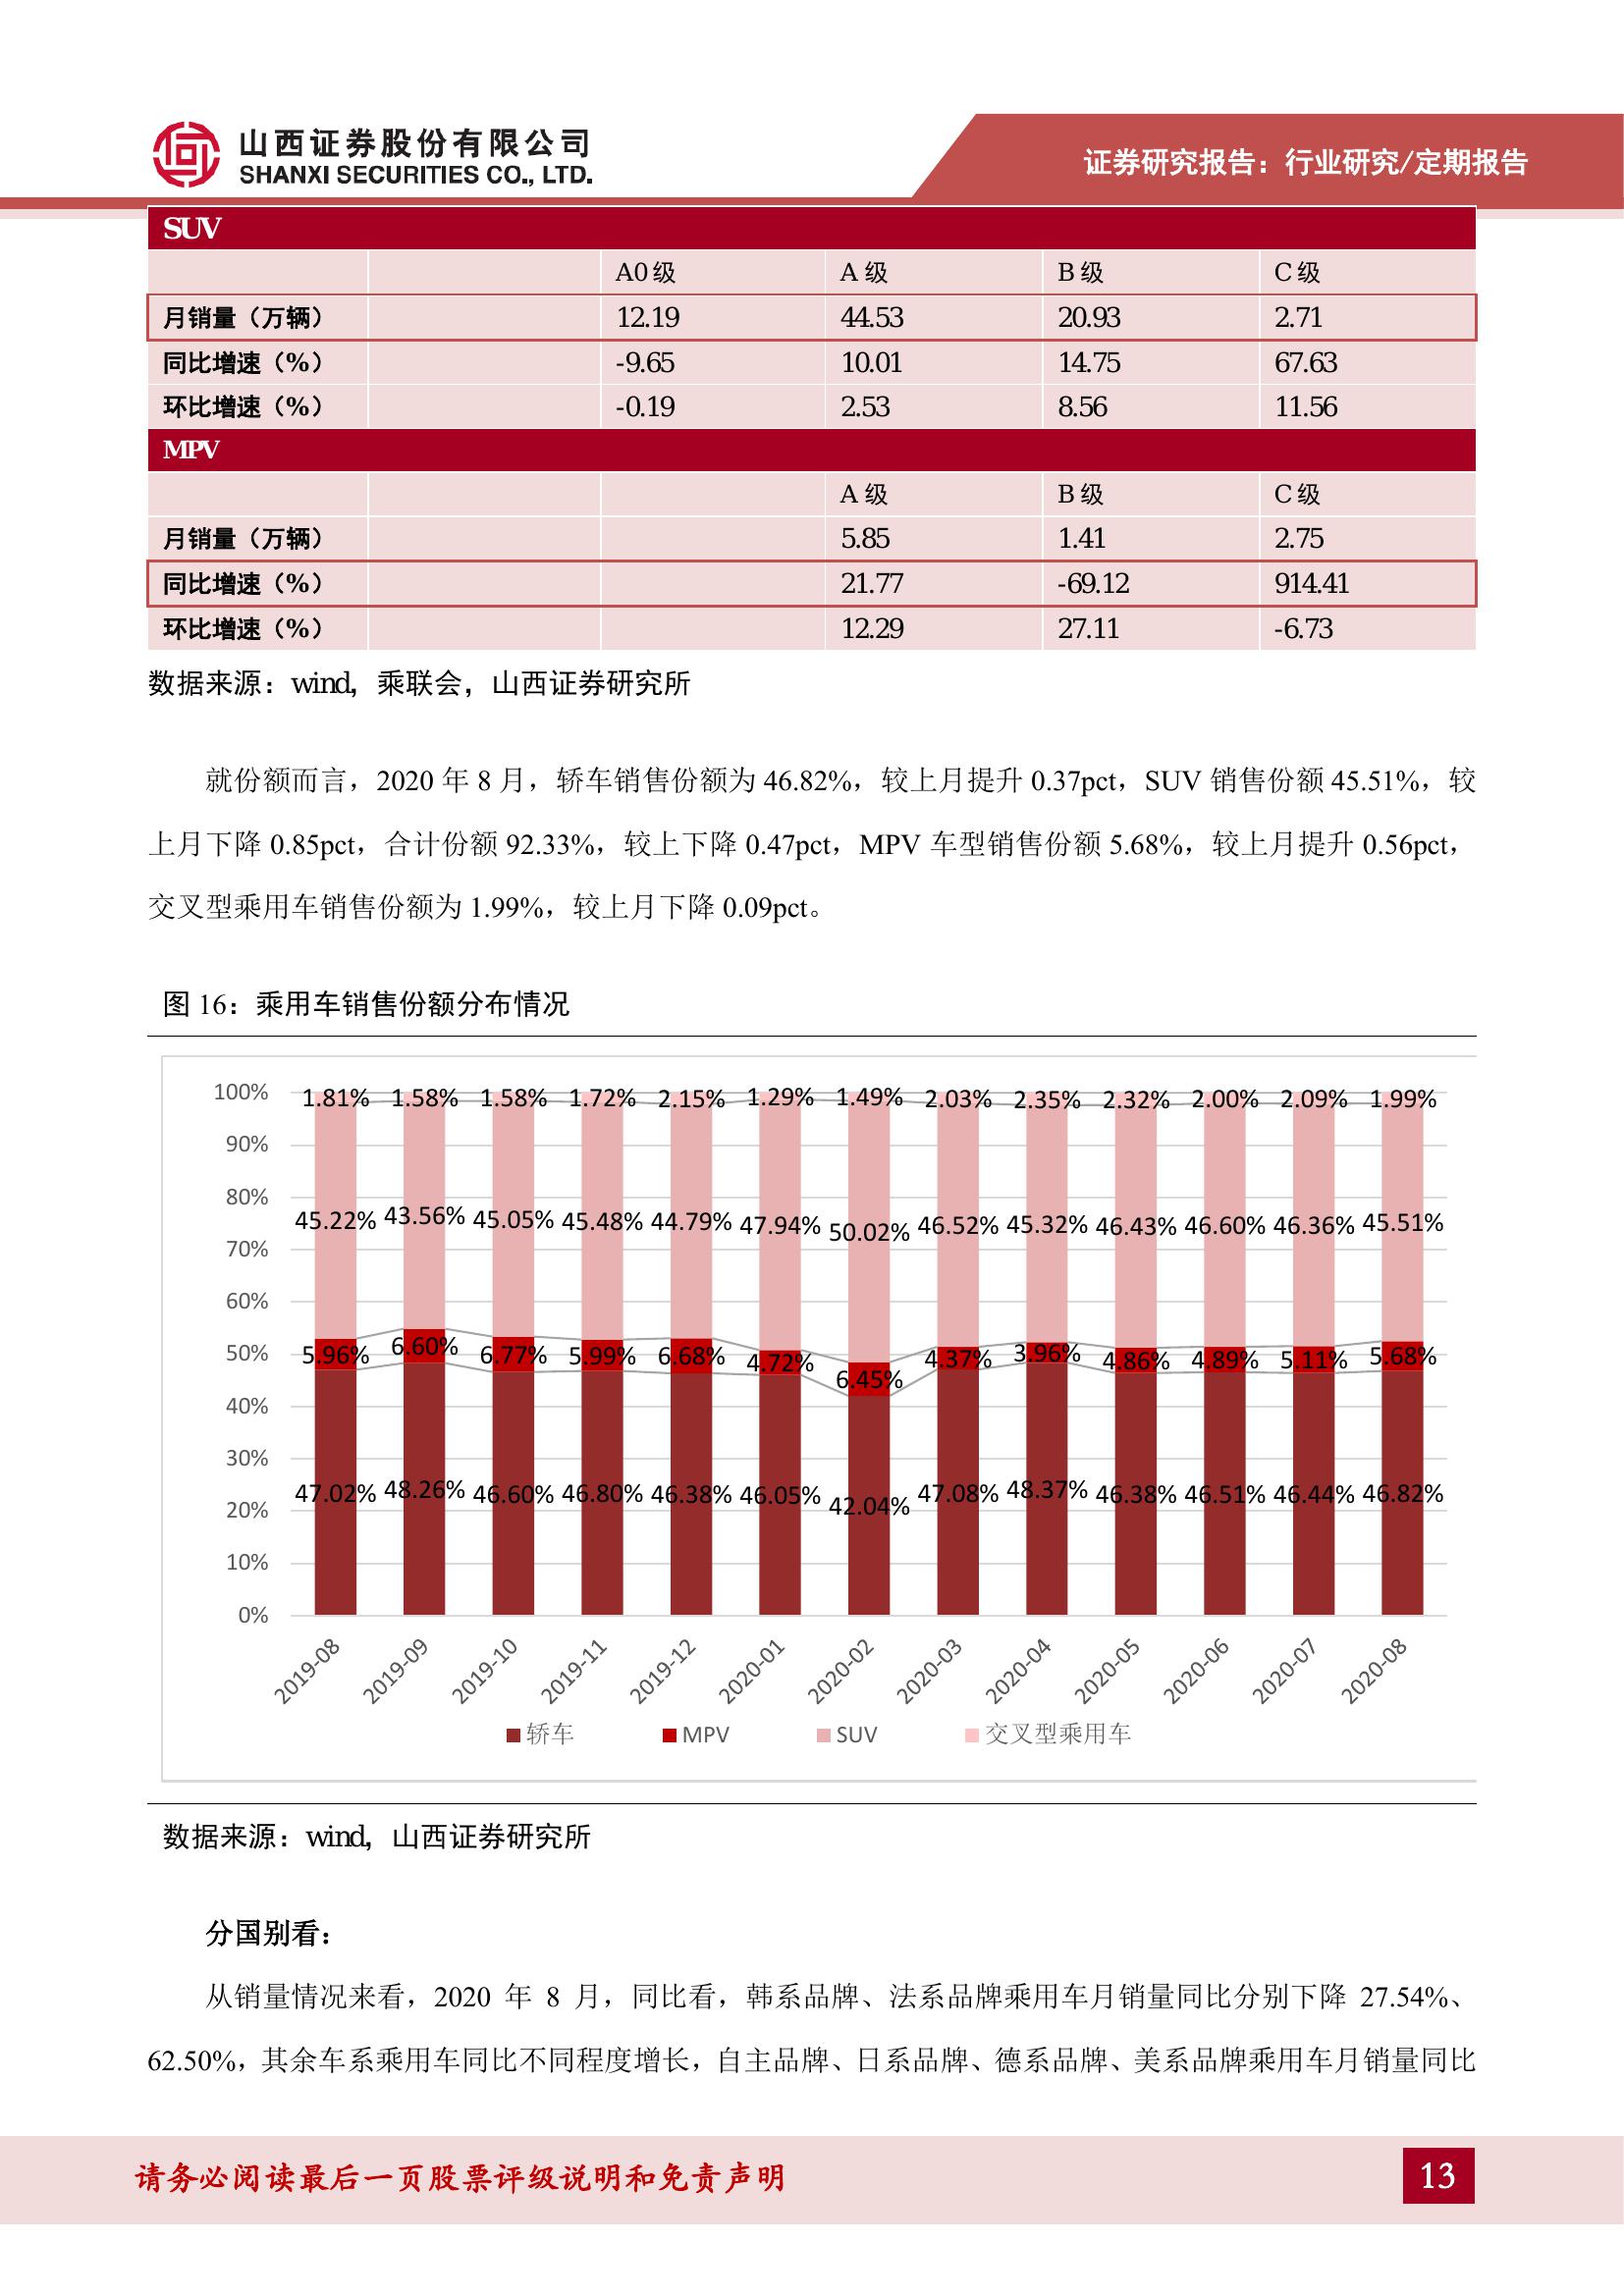 山西证券股份有限公司
SHANXI SECURITIES CO., LTD.
证券研究报告：行业研究/定期报告
SUV
A0 级 A 级 B 级 C 级
月销量（万辆） 12.19 44.53 20.93 2.71
同比增速（%） -9.65 10.01 14.75 67.63
环比增速（%） -0.19 2.53 8.56 11.56
MPV
A 级 B 级 C 级
月销量（万辆） 5.85 1.41 2.75
同比增速（%） 21.77 -69.12 914.41
环比增速（%） 12.29 27.11 -6.73
数据来源：wind，乘联会，山西证券研究所
就份额而言，2020 年 8 月，轿车销售份额为 46.82%，较上月提升 0.37pct，SUV 销售份额 45.51%，较
上月下降 0.85pct，合计份额 92.33%，较上下降 0.47pct，MPV 车型销售份额 5.68%，较上月提升 0.56pct，
交叉型乘用车销售份额为 1.99%，较上月下降 0.09pct。
图 16：乘用车销售份额分布情况
100%
90%
80%
70%
60%
50%
40%
30%
20%
10%
0%
1.81% 1.58% 1.58% 1.72% 2.15% 1.29% 1.49% 2.03% 2.35% 2.32% 2.00% 2.09% 1.99%
45.22% 43.56% 45.05% 45.48% 44.79% 47.94% 50.02% 46.52% 45.32% 46.43% 46.60% 46.36% 45.51%
5.96% 6.60% 6.77% 5.99% 6.68% 4.72% 6.45% 4.37% 3.96% 4.86% 4.89% 5.11% 5.68%
47.02% 48.26% 46.60% 46.80% 46.38% 46.05% 42.04% 47.08% 48.37% 46.38% 46.51% 46.44% 46.82%
2019-08 2019-09 2019-10 2019-11 2019-12 2020-01 2020-02 2020-03 2020-04 2020-05 2020-06 2020-07 2020-08
轿车 MPV SUV 交叉型乘用车
数据来源：wind，山西证券研究所
分国别看：
从销量情况来看，2020 年 8 月，同比看，韩系品牌、法系品牌乘用车月销量同比分别下降 27.54%、
62.50%，其余车系乘用车同比不同程度增长，自主品牌、日系品牌、德系品牌、美系品牌乘用车月销量同比
请务必阅读最后一页股票评级说明和免责声明
13